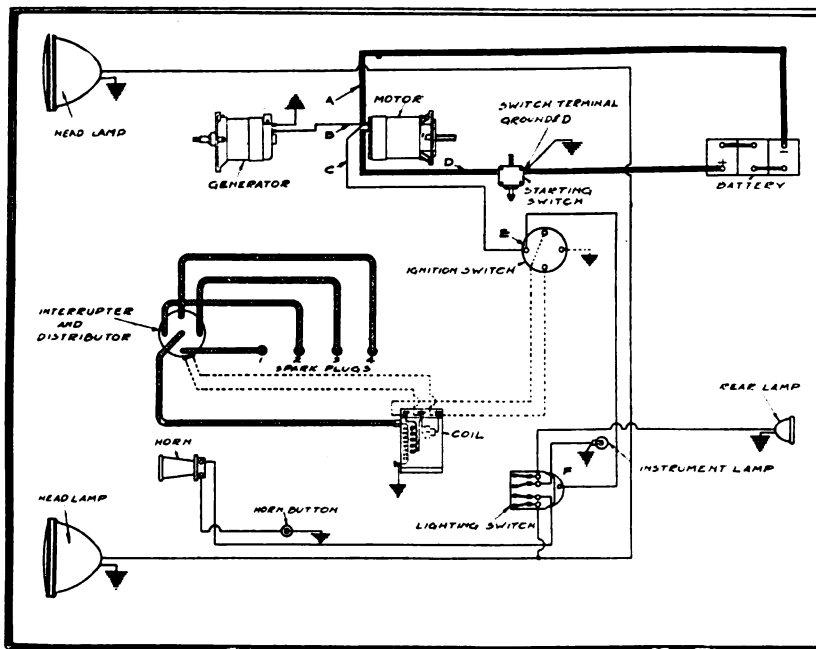 HEAD LAMP
GENERATOR
A
B
C
MOTOR
D
SWITCH TERMINAL
GROUNDED
STARTING
SWITCH
+
-
BATTERY
E
IGNITION SWITCH
INTERRUPTER
AND
DISTRIBUTOR
1 2 3 4
SPARK PLUGS
COIL
HORN
HORN BUTTON
REAR LAMP
INSTRUMENT LAMP
F
LIGHTING SWITCH
HEAD LAMP